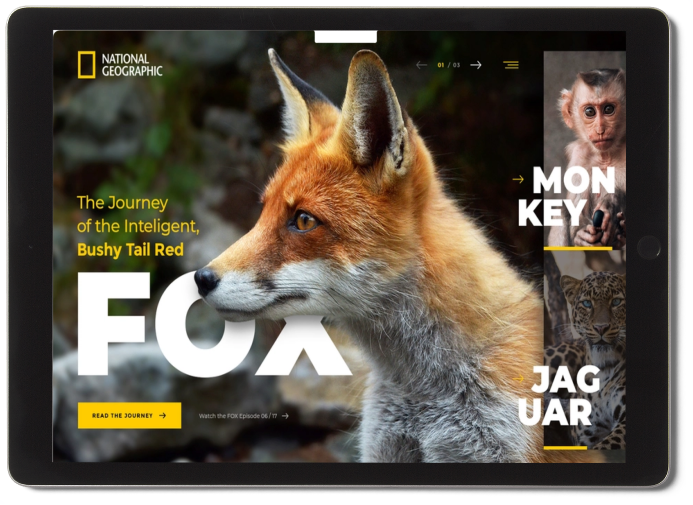 NATIONAL
GEOGRAPHIC
01 / 03
The Journey
of the Inteligent,
Bushy Tail Red
FOX
READ THE JOURNEY
Watch the FOX Episode 06 / 17
MON
KEY
JAG
UAR